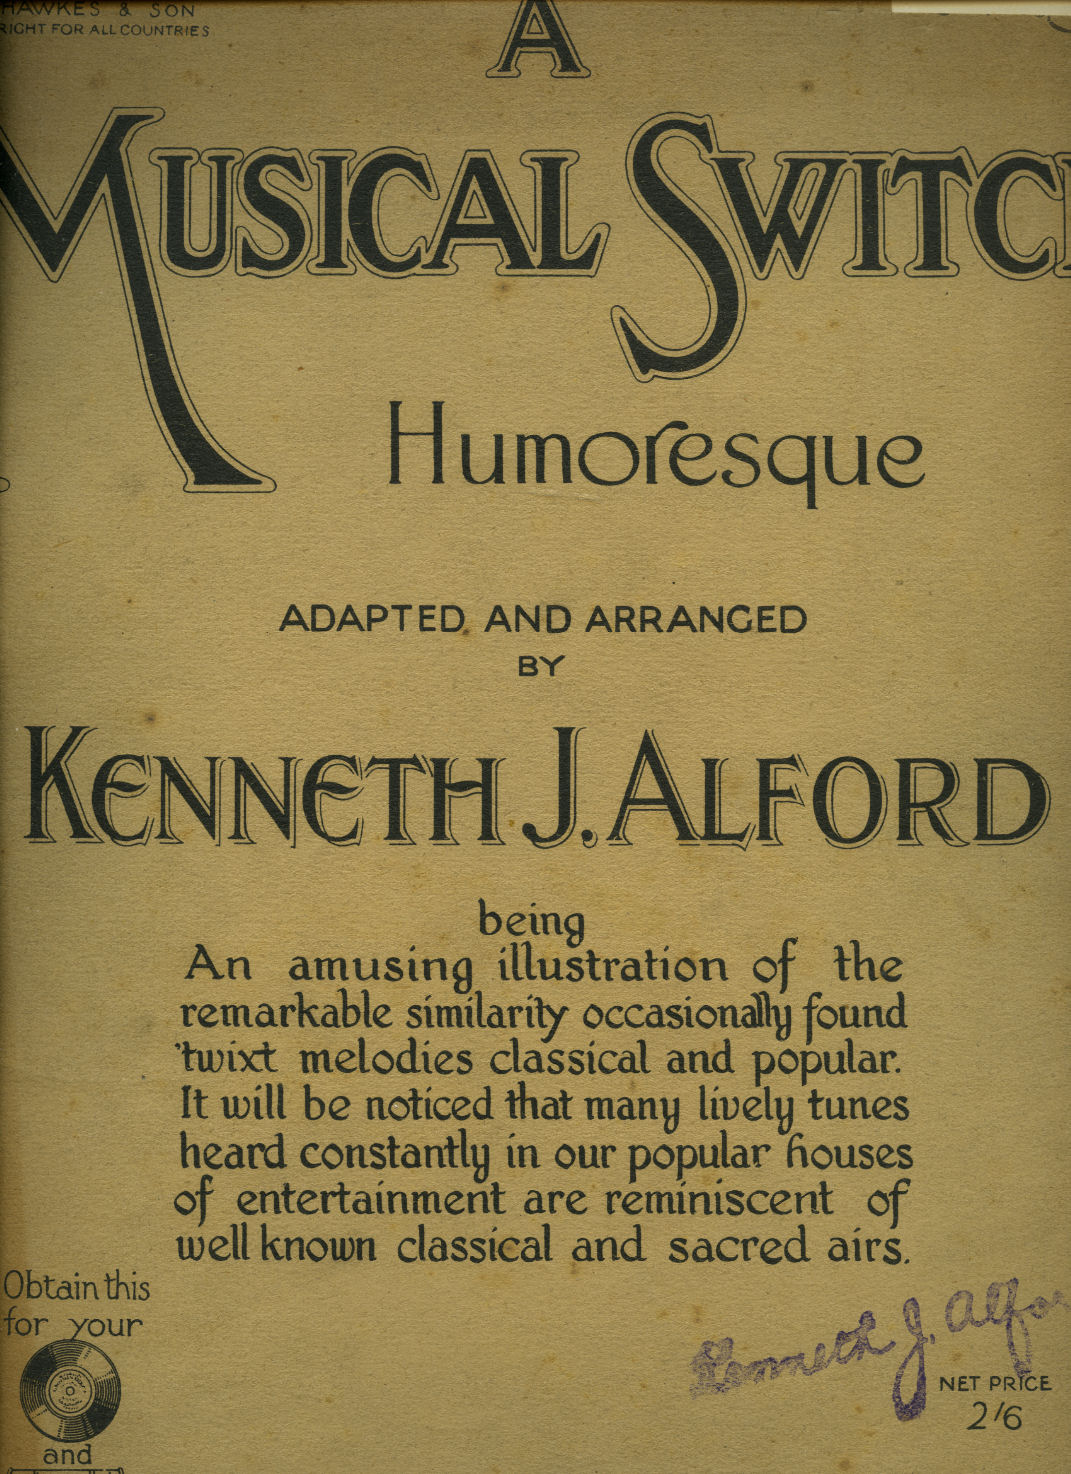 HAWKES & SON
RIGHT FOR ALL COUNTRIES
A
MUSICAL SWITC
Humoresque
ADAPTED AND ARRANGED
BY
KENNETH J. ALFORD
being
An amusing illustration of the
remarkable similarity occasionally found
'twixt melodies classical and popular.
It will be noticed that many lively tunes
heard constantly in our popular houses
of entertainment are reminiscent of
well known classical and sacred airs.
Obtain this
for your
and
Kenneth J. Alfor
NET PRICE
2/6